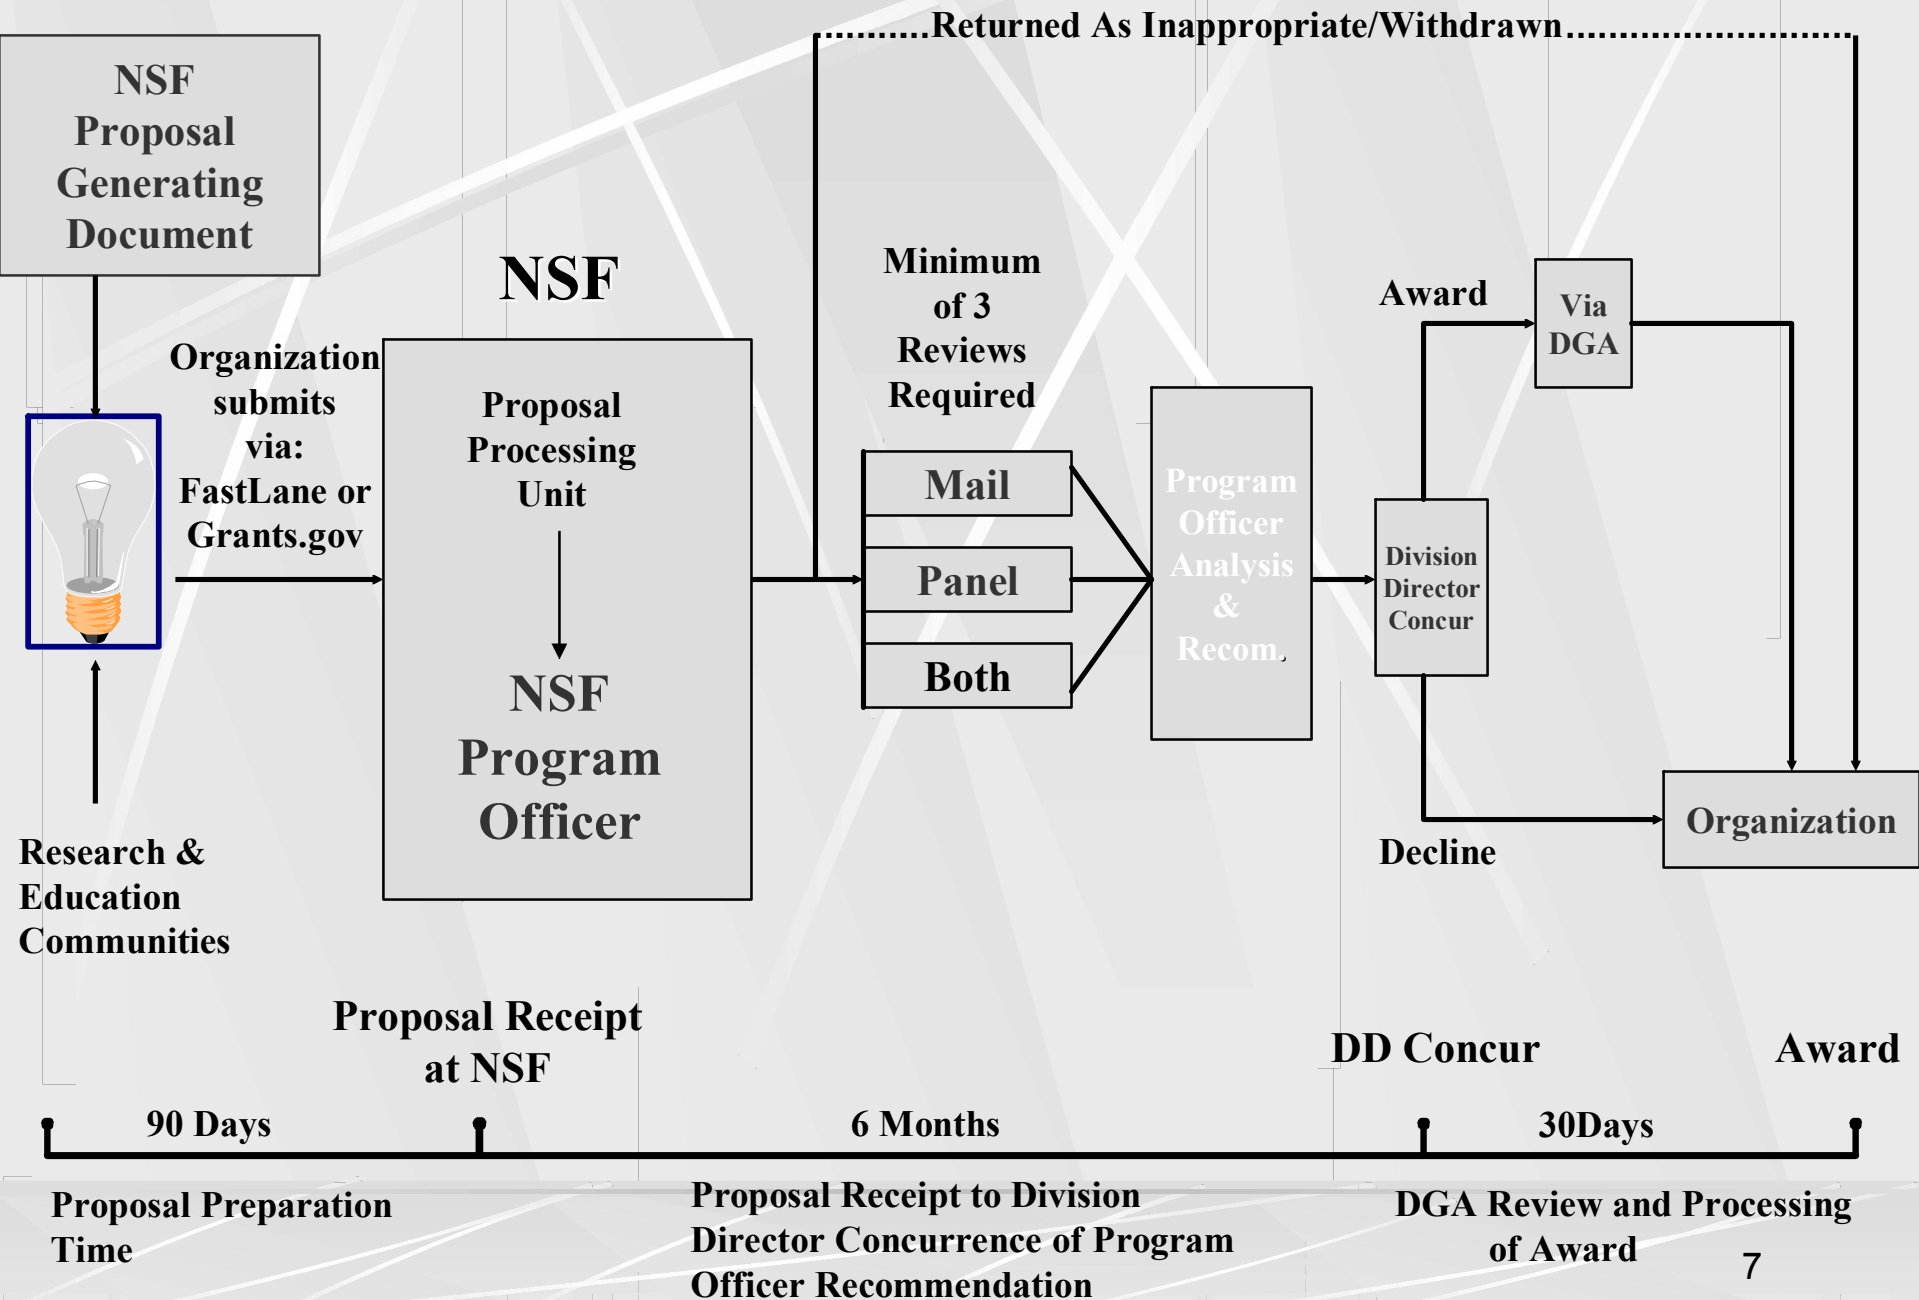 ..........Returned As Inappropriate/Withdrawn...........................
NSF
Proposal
Generating
Document
NSF
Organization
submits
via:
FastLane or
Grants.gov
Proposal
Processing
Unit
NSF
Program
Officer
Research &
Education
Communities
Minimum
of 3
Reviews
Required
Mail
Panel
Both
Program
Officer
Analysis
&
Recom.
Award
Via
DGA
Division
Director
Concur
Decline
Organization
Proposal Receipt
at NSF
DD Concur
Award
90 Days
6 Months
30Days
Proposal Preparation
Time
Proposal Receipt to Division
Director Concurrence of Program
Officer Recommendation
DGA Review and Processing
of Award
7